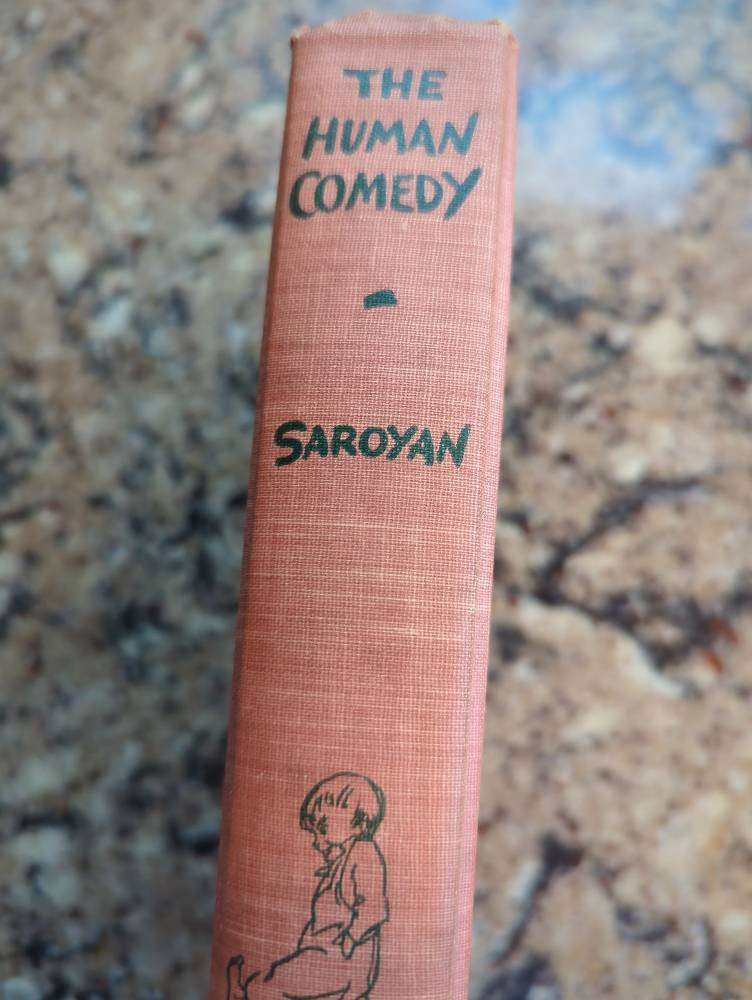 THE
HUMAN
COMEDY
-
SAROYAN